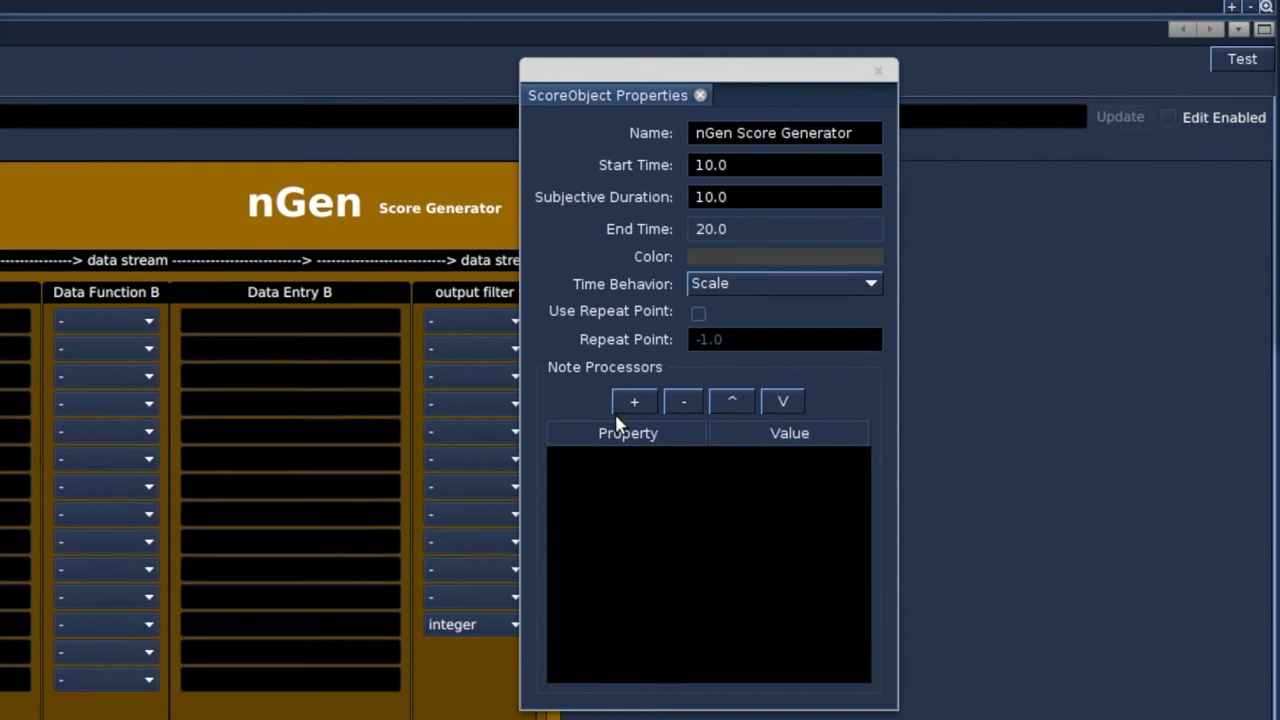 + -
Test
ScoreObject Properties
Update
Edit Enabled
Name: nGen Score Generator
Start Time: 10.0
Subjective Duration: 10.0
End Time: 20.0
Color:
Time Behavior: Scale
Use Repeat Point:
Repeat Point: -1.0
Note Processors
+ - ^ V
Property Value
nGen Score Generator
---------------> data stream --------------------------> -------------------------> data stre
Data Function B Data Entry B output filter
- -
- -
- -
- -
- -
- -
- -
- -
- -
- -
- -
- integer
-
-